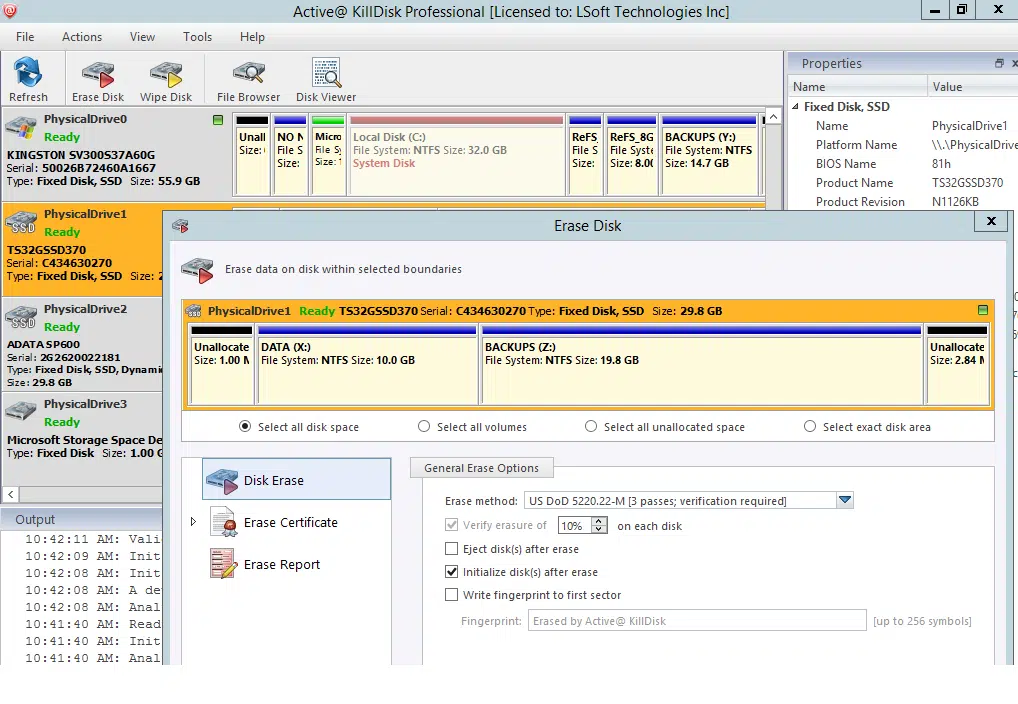 Active@ KillDisk Professional [Licensed to: LSoft Technologies Inc]
File Actions View Tools Help
Refresh Erase Disk Wipe Disk File Browser Disk Viewer
PhysicalDrive0
Ready
KINGSTON SV300S37A60G
Serial: 50026B72460A1667
Type: Fixed Disk, SSD Size: 55.9 GB
Unall
Size:
NO N
File S
Size:
Micro
File Sy
Size:
Local Disk (C:)
File System: NTFS Size: 32.0 GB
System Disk
ReFS_
File S
Size:
ReFS_8G
File Syste
Size: 8.00
BACKUPS (Y:)
File System: NTFS
Size: 14.7 GB
PhysicalDrive1
Ready
TS32GSSD370
Serial: C434630270
Type: Fixed Disk, SSD Size: 2
PhysicalDrive2
Ready
ADATA SP600
Serial: 2G2620022181
Type: Fixed Disk, SSD, Dynami
Size: 29.8 GB
PhysicalDrive3
Ready
Microsoft Storage Space De
Type: Fixed Disk Size: 1.00 G
Properties
Name Value
Fixed Disk, SSD
Name PhysicalDrive1
Platform Name \\.\PhysicalDrive
BIOS Name 81h
Product Name TS32GSSD370
Product Revision N1126KB
Output
10:42:11 AM: Vali
10:42:09 AM: Init
10:42:08 AM: Init
10:42:08 AM: A de
10:42:08 AM: Anal
10:41:40 AM: Read
10:41:40 AM: Init
10:41:40 AM: Anal
Erase Disk
Erase data on disk within selected boundaries
PhysicalDrive1 Ready TS32GSSD370 Serial: C434630270 Type: Fixed Disk, SSD Size: 29.8 GB
Unallocate
Size: 1.00 M
DATA (X:)
File System: NTFS Size: 10.0 GB
BACKUPS (Z:)
File System: NTFS Size: 19.8 GB
Unallocate
Size: 2.84 M
Select all disk space Select all volumes Select all unallocated space Select exact disk area
Disk Erase
Erase Certificate
Erase Report
General Erase Options
Erase method: US DoD 5220.22-M [3 passes; verification required]
Verify erasure of 10% on each disk
Eject disk(s) after erase
Initialize disk(s) after erase
Write fingerprint to first sector
Fingerprint: Erased by Active@ KillDisk [up to 256 symbols]